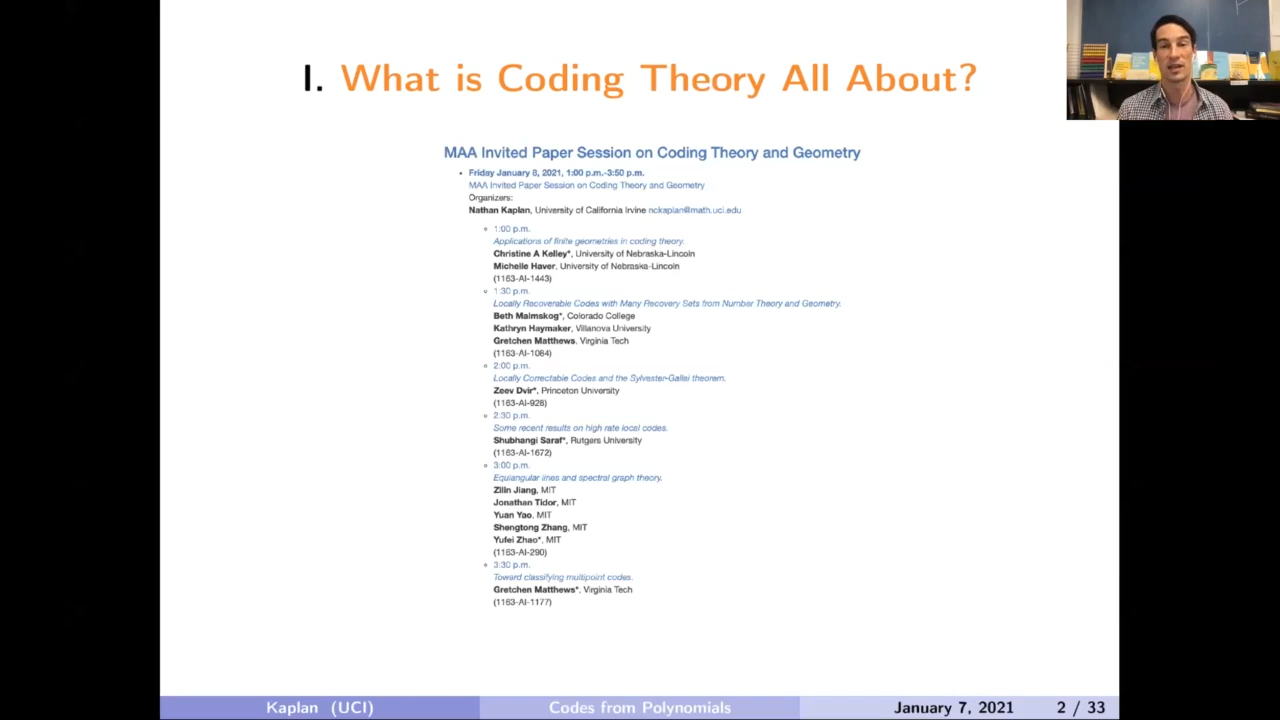 I. What is Coding Theory All About?
MAA Invited Paper Session on Coding Theory and Geometry
Friday January 8, 2021, 1:00 p.m.-3:50 p.m.
MAA Invited Paper Session on Coding Theory and Geometry
Organizers:
Nathan Kaplan, University of California Irvine nckaplan@math.uci.edu
1:00 p.m.
Applications of finite geometries in coding theory.
Christine A Kelley*, University of Nebraska-Lincoln
Michelle Haver, University of Nebraska-Lincoln
(1163-AI-1443)
1:30 p.m.
Locally Recoverable Codes with Many Recovery Sets from Number Theory and Geometry.
Beth Malmskog*, Colorado College
Kathryn Haymaker, Villanova University
Gretchen Matthews, Virginia Tech
(1163-AI-1084)
2:00 p.m.
Locally Correctable Codes and the Sylvester-Gallai theorem.
Zeev Dvir*, Princeton University
(1163-AI-928)
2:30 p.m.
Some recent results on high rate local codes.
Shubhangi Saraf*, Rutgers University
(1163-AI-1672)
3:00 p.m.
Equiangular lines and spectral graph theory.
Zilin Jiang, MIT
Jonathan Tidor, MIT
Yuan Yao, MIT
Shengtong Zhang, MIT
Yufei Zhao*, MIT
(1163-AI-290)
3:30 p.m.
Toward classifying multipoint codes.
Gretchen Matthews*, Virginia Tech
(1163-AI-1177)
Kaplan (UCI) Codes from Polynomials January 7, 2021 2 / 33